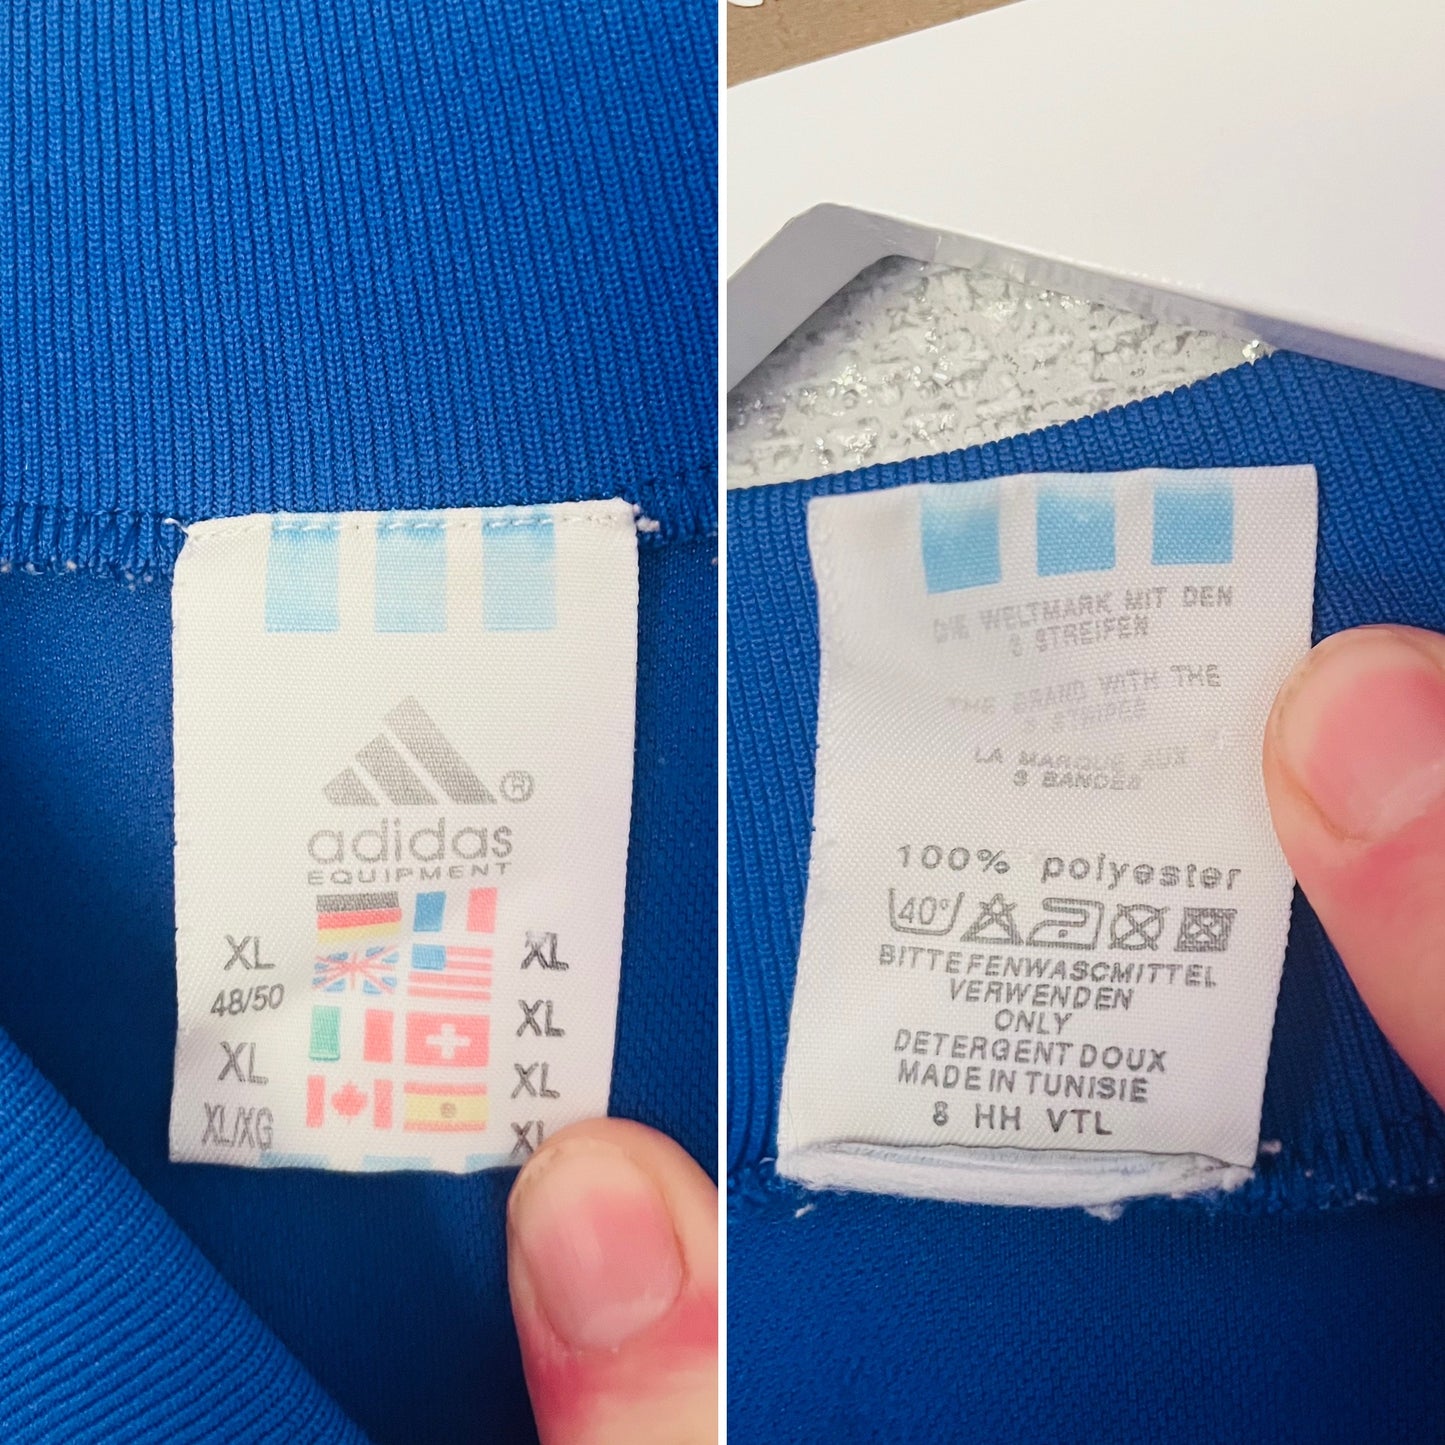 ®
adidas
EQUIPMENT
XL
XL
48/50
XL
XL
XL
XL/XG
XL
DIE WELTMARK MIT DEN
3 STREIFEN
THE BRAND WITH THE
3 STRIPES
LA MARQUE AUX
3 BANDES
100% polyester
40°
BITTE FENWASCMITTEL
VERWENDEN
ONLY
DETERGENT DOUX
MADE IN TUNISIE
8 HH VTL